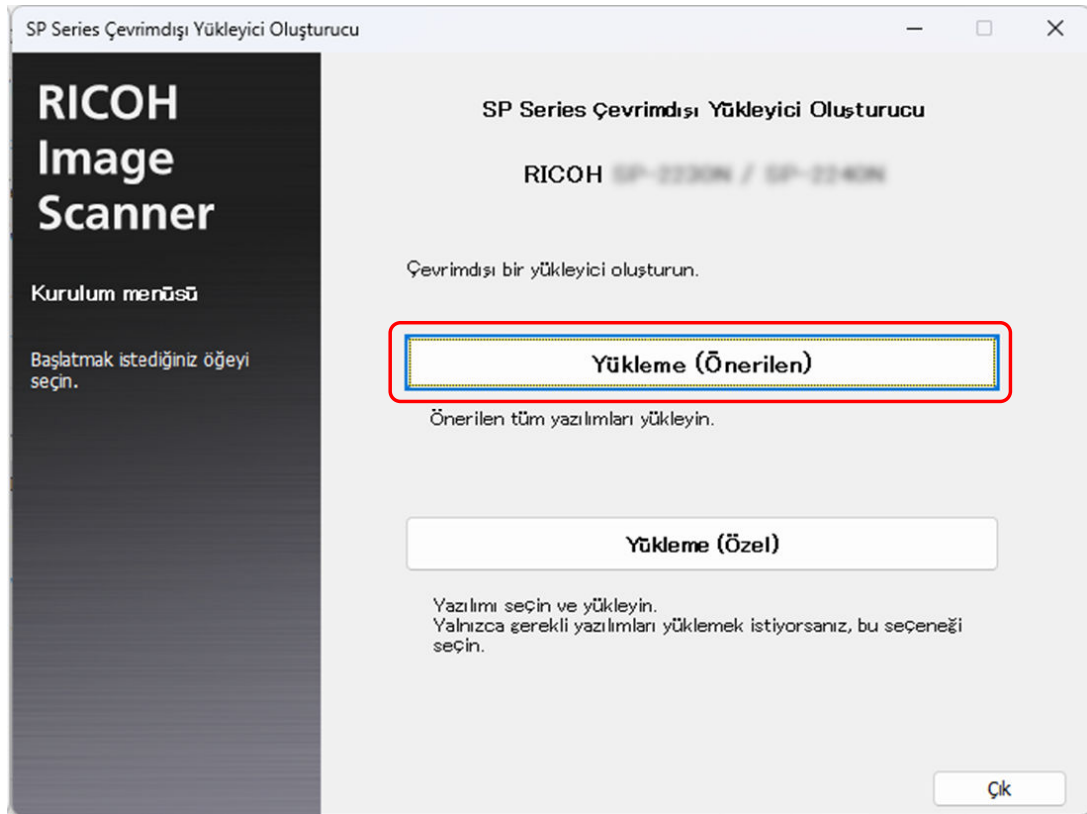 SP Series Çevrimdışı Yükleyici Oluşturucu
RICOH
Image
Scanner
Kurulum menüsü
Başlatmak istediğiniz öğeyi
seçin.
SP Series Çevrimdışı Yükleyici Oluşturucu
RICOH
Çevrimdışı bir yükleyici oluşturun.
Yükleme (Önerilen)
Önerilen tüm yazılımları yükleyin.
Yükleme (Özel)
Yazılımı seçin ve yükleyin.
Yalnızca gerekli yazılımları yüklemek istiyorsanız, bu seçeneği
seçin.
Çık